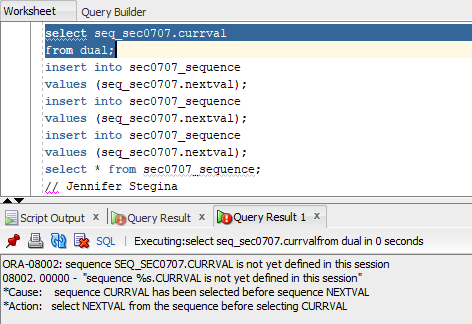 Worksheet Query Builder
select seq_sec0707.currval
from dual;
insert into sec0707_sequence
values (seq_sec0707.nextval);
insert into sec0707_sequence
values (seq_sec0707.nextval);
insert into sec0707_sequence
values (seq_sec0707.nextval);
select * from sec0707_sequence;
// Jennifer Stegina
Script Output x Query Result x Query Result 1 x
SQL Executing:select seq_sec0707.currvalfrom dual in 0 seconds
ORA-08002: sequence SEQ_SEC0707.CURRVAL is not yet defined in this session
08002. 00000 - "sequence %s.CURRVAL is not yet defined in this session"
*Cause: sequence CURRVAL has been selected before sequence NEXTVAL
*Action: select NEXTVAL from the sequence before selecting CURRVAL